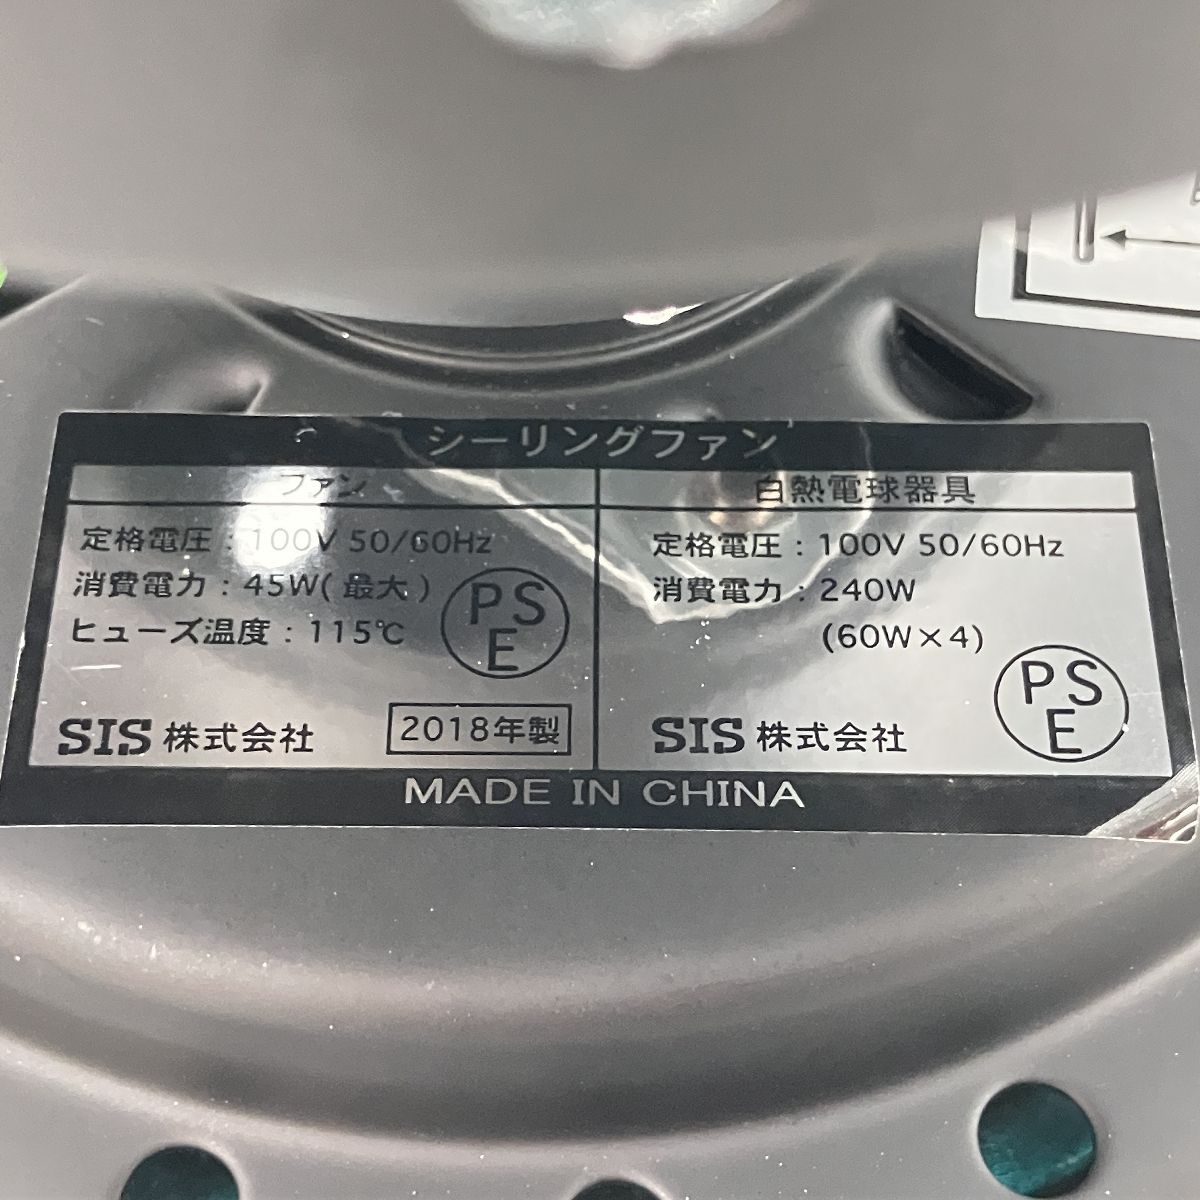 シーリングファン
ファン
定格電圧：100V 50/60Hz
消費電力：45W(最大)
ヒューズ温度：115℃
PS
E
SIS 株式会社
2018年製
白熱電球器具
定格電圧：100V 50/60Hz
消費電力：240W
(60W×4)
PS
E
SIS 株式会社
MADE IN CHINA